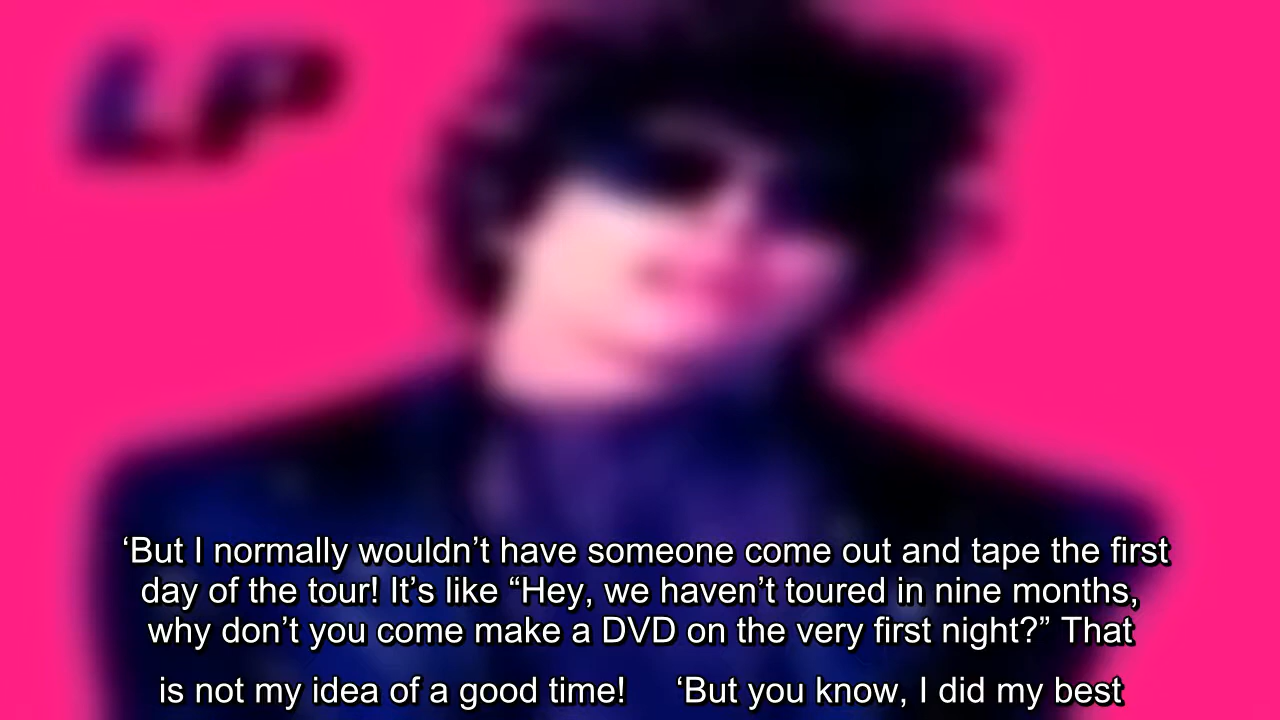 LP
‘But I normally wouldn’t have someone come out and tape the first
day of the tour! It’s like “Hey, we haven’t toured in nine months,
why don’t you come make a DVD on the very first night?” That
is not my idea of a good time! ‘But you know, I did my best